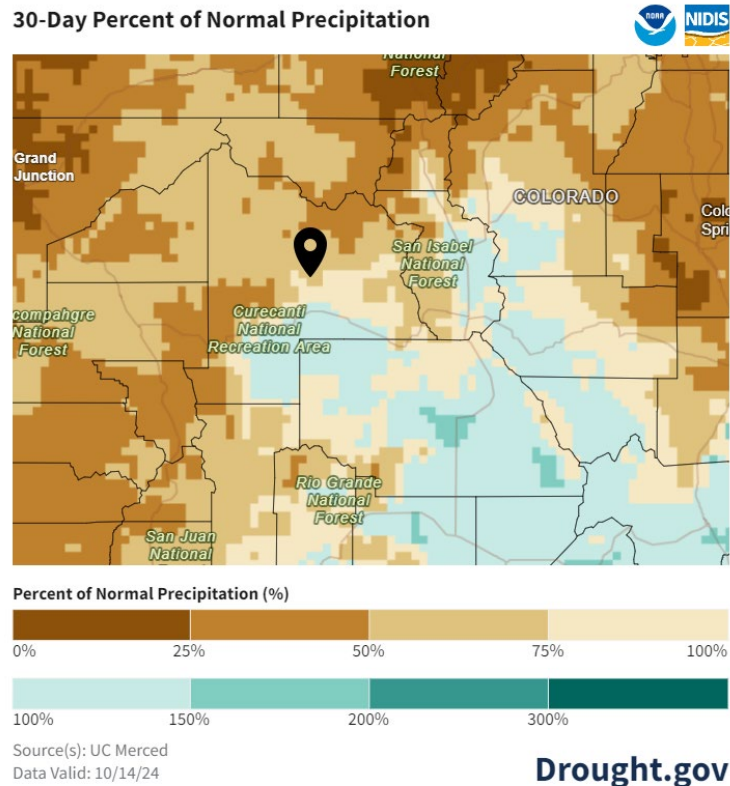 30-Day Percent of Normal Precipitation
NOAA
NIDIS
National
Forest
Grand
Junction
COLORADO
Colo
Spri
San Isabel
National
Forest
compahgre
National
Forest
Curecanti
National
Recreation Area
Rio Grande
National
Forest
San Juan
National
Percent of Normal Precipitation (%)
0% 25% 50% 75% 100%
100% 150% 200% 300%
Source(s): UC Merced
Data Valid: 10/14/24
Drought.gov